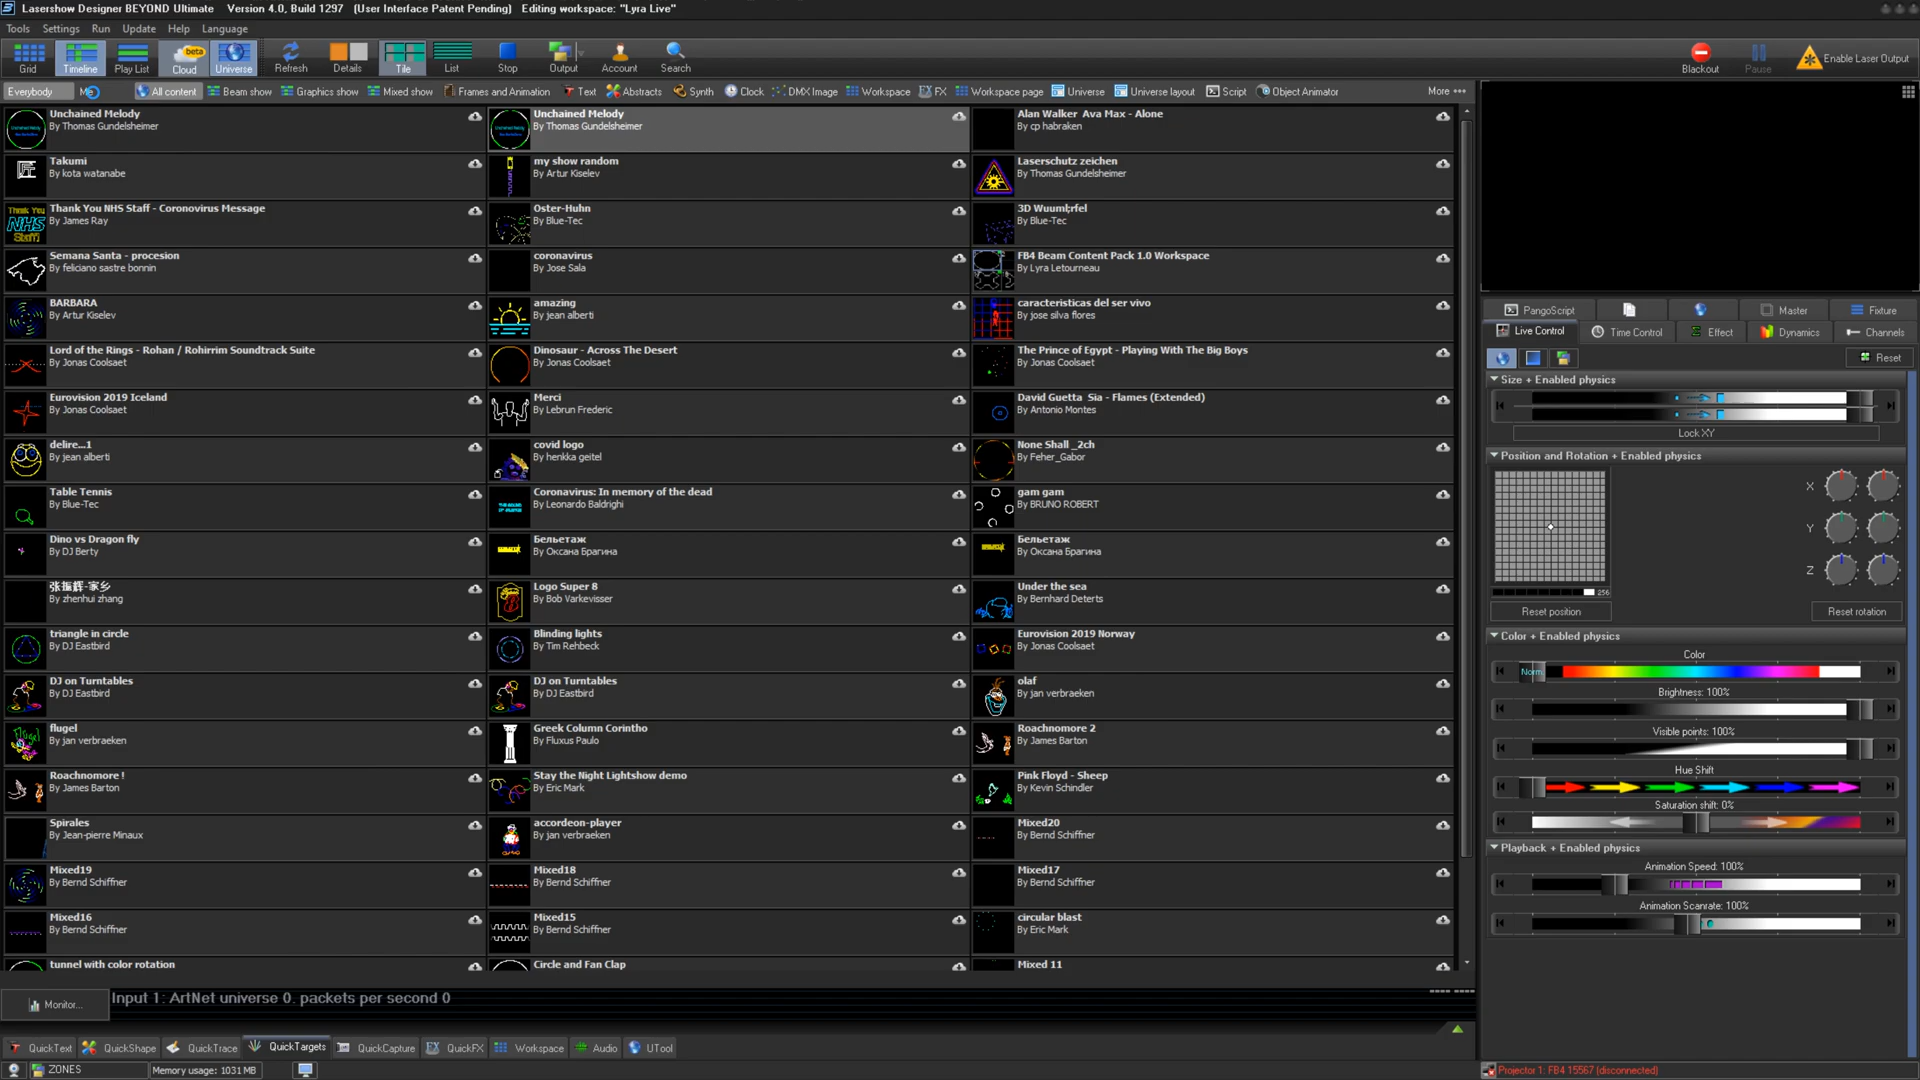 Lasershow Designer BEYOND Ultimate Version 4.0, Build 1297 (User Interface Patent Pending) Editing workspace: "Lyra Live"
Tools Settings Run Update Help Language
Grid Timeline Play List Cloud beta Universe Refresh Details Tile List Stop Output Account Search Blackout Pause Enable Laser Output
Everybody All content Beam show Graphics show Mixed show Frames and Animation Text Abstracts Synth Clock DMX Image Workspace FX Workspace page Universe Universe layout Script Object Animator More
Unchained Melody
By Thomas Gundelsheimer
Unchained Melody
By Thomas Gundelsheimer
Alan Walker Ava Max - Alone
By cp habraken
Takumi
By kota watanabe
my show random
By Artur Kiselev
Laserschutz zeichen
By Thomas Gundelsheimer
Thank You NHS Staff - Coronovirus Message
By James Ray
Oster-Huhn
By Blue-Tec
3D Wuuml;rfel
By Blue-Tec
Semana Santa - procesion
By feliciano sastre bonnin
coronavirus
By Jose Sala
FB4 Beam Content Pack 1.0 Workspace
By Lyra Letourneau
BARBARA
By Artur Kiselev
amazing
By jean alberti
caracteristicas del ser vivo
By jose silva flores
Lord of the Rings - Rohan / Rohirrim Soundtrack Suite
By Jonas Coolsaet
Dinosaur - Across The Desert
By Jonas Coolsaet
The Prince of Egypt - Playing With The Big Boys
By Jonas Coolsaet
Eurovision 2019 Iceland
By Jonas Coolsaet
Merci
By Lebrun Frederic
David Guetta Sia - Flames (Extended)
By Antonio Montes
delire...1
By jean alberti
covid logo
By henkka geitel
None Shall _2ch
By Feher_Gabor
Table Tennis
By Blue-Tec
Coronavirus: In memory of the dead
By Leonardo Baldrighi
gam gam
By BRUNO ROBERT
Dino vs Dragon fly
By DJ Berty
Бельетаж
By Оксана Брагина
Бельетаж
By Оксана Брагина
张振辉-家乡
By zhenhui zhang
Logo Super 8
By Bob Varkevisser
Under the sea
By Bernhard Deterts
triangle in circle
By DJ Eastbird
Blinding lights
By Tim Rehbeck
Eurovision 2019 Norway
By Jonas Coolsaet
DJ on Turntables
By DJ Eastbird
DJ on Turntables
By DJ Eastbird
olaf
By jan verbraeken
flugel
By jan verbraeken
Greek Column Corintho
By Fluxus Paulo
Roachnomore 2
By James Barton
Roachnomore !
By James Barton
Stay the Night Lightshow demo
By Eric Mark
Pink Floyd - Sheep
By Kevin Schindler
Spirales
By Jean-pierre Minaux
accordeon-player
By jan verbraeken
Mixed20
By Bernd Schiffner
Mixed19
By Bernd Schiffner
Mixed18
By Bernd Schiffner
Mixed17
By Bernd Schiffner
Mixed16
By Bernd Schiffner
Mixed15
By Bernd Schiffner
circular blast
By Eric Mark
tunnel with color rotation
Circle and Fan Clap
Mixed 11
Thank You
NHS
Staff!
PangoScript Master Fixture
Live Control Time Control Effect Dynamics Channels
Reset
Size + Enabled physics
Lock XY
Position and Rotation + Enabled physics
X
Y
Z
256
Reset position Reset rotation
Color + Enabled physics
Color
Norm.
Brightness: 100%
Visible points: 100%
Hue Shift
Saturation shift: 0%
Playback + Enabled physics
Animation Speed: 100%
Animation Scanrate: 100%
Monitor... Input 1: ArtNet universe 0. packets per second 0
QuickText QuickShape QuickTrace QuickTargets QuickCapture QuickFX Workspace Audio UTool
ZONES Memory usage: 1031 MB Projector 1: FB4 15567 (disconnected)